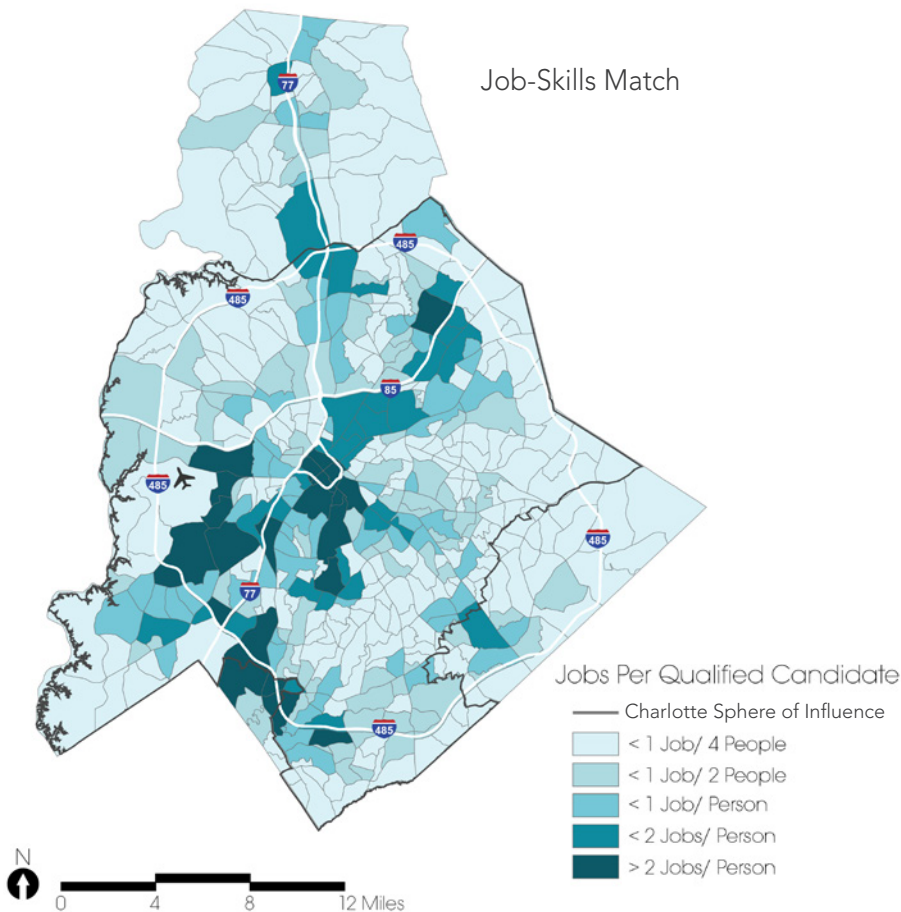 Job-Skills Match
77
485
485
85
485
485
77
485
Jobs Per Qualified Candidate
Charlotte Sphere of Influence
< 1 Job/ 4 People
< 1 Job/ 2 People
< 1 Job/ Person
< 2 Jobs/ Person
> 2 Jobs/ Person
N
0 4 8 12 Miles